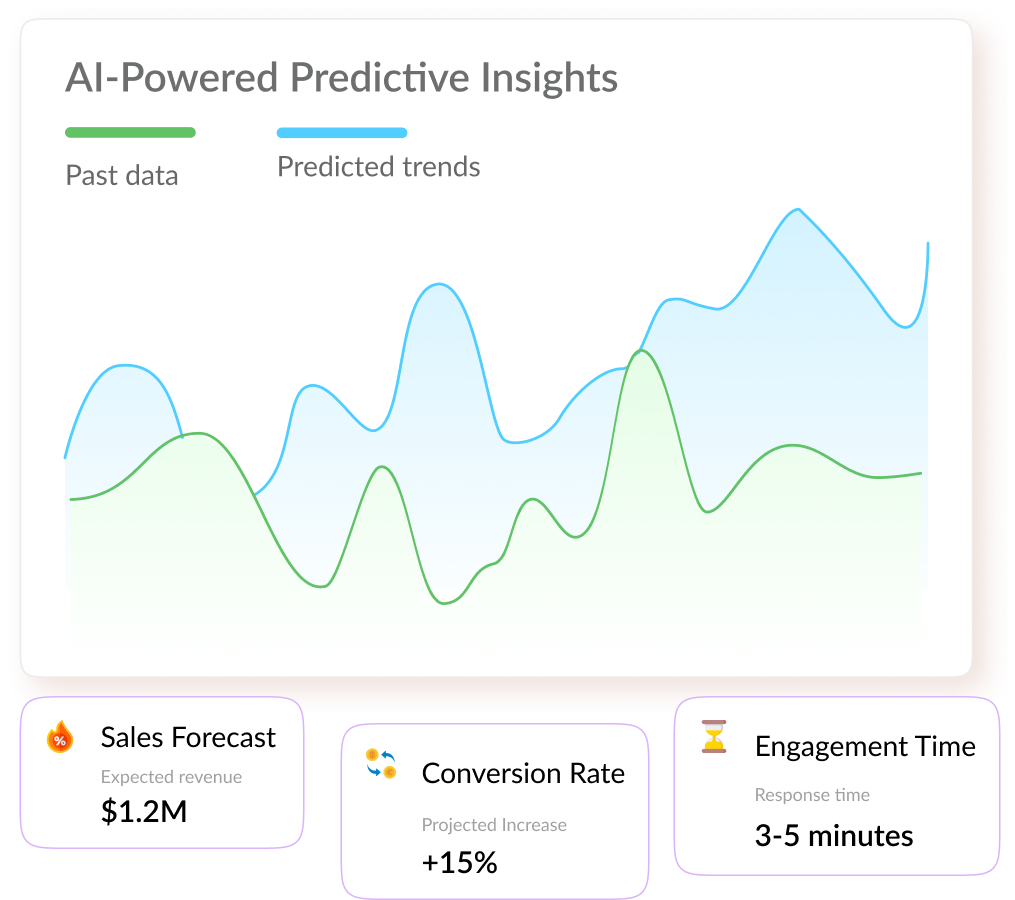 AI-Powered Predictive Insights
Past data
Predicted trends
%
Sales Forecast
Expected revenue
$1.2M
Conversion Rate
Projected Increase
+15%
Engagement Time
Response time
3-5 minutes